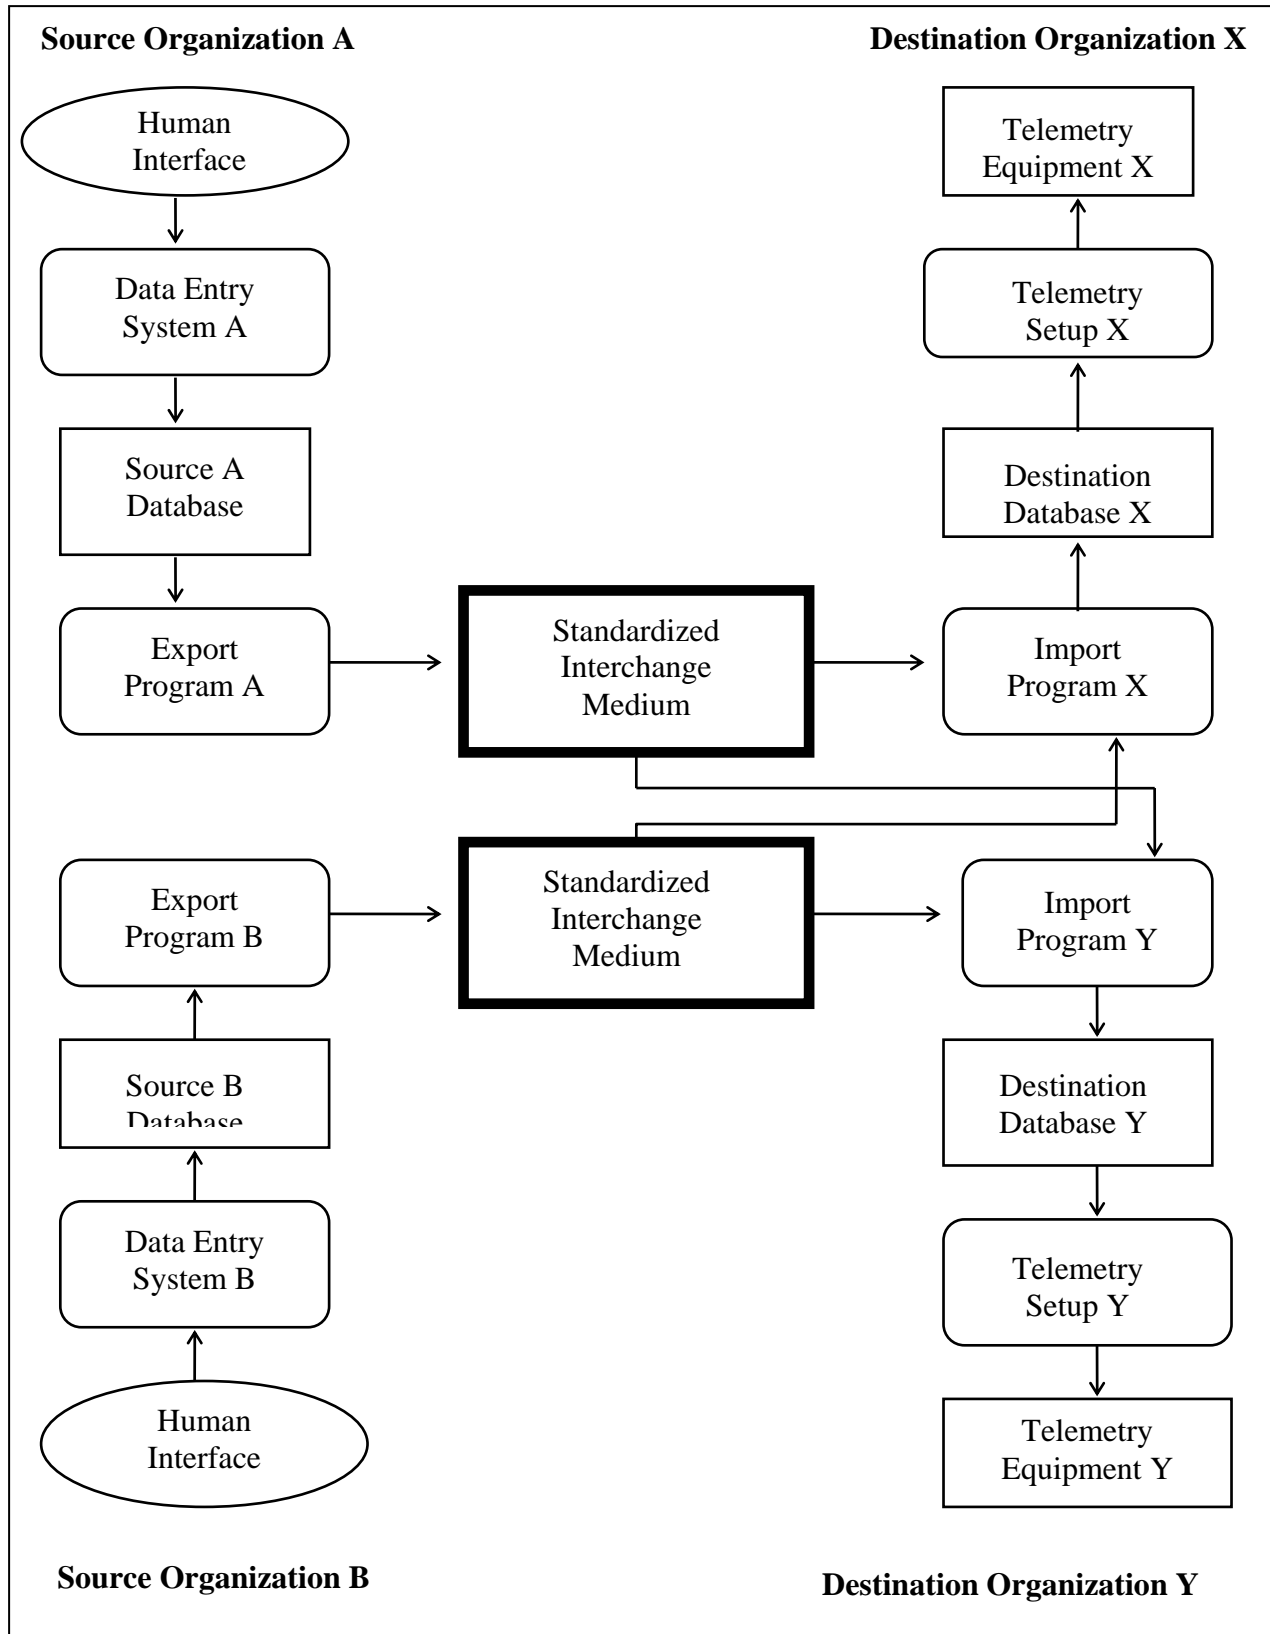 Source Organization A
Destination Organization X
Human
Interface
Telemetry
Equipment X
Data Entry
System A
Telemetry
Setup X
Source A
Database
Destination
Database X
Export
Program A
Standardized
Interchange
Medium
Import
Program X
Export
Program B
Standardized
Interchange
Medium
Import
Program Y
Source B
Database
Destination
Database Y
Data Entry
System B
Telemetry
Setup Y
Human
Interface
Telemetry
Equipment Y
Source Organization B
Destination Organization Y